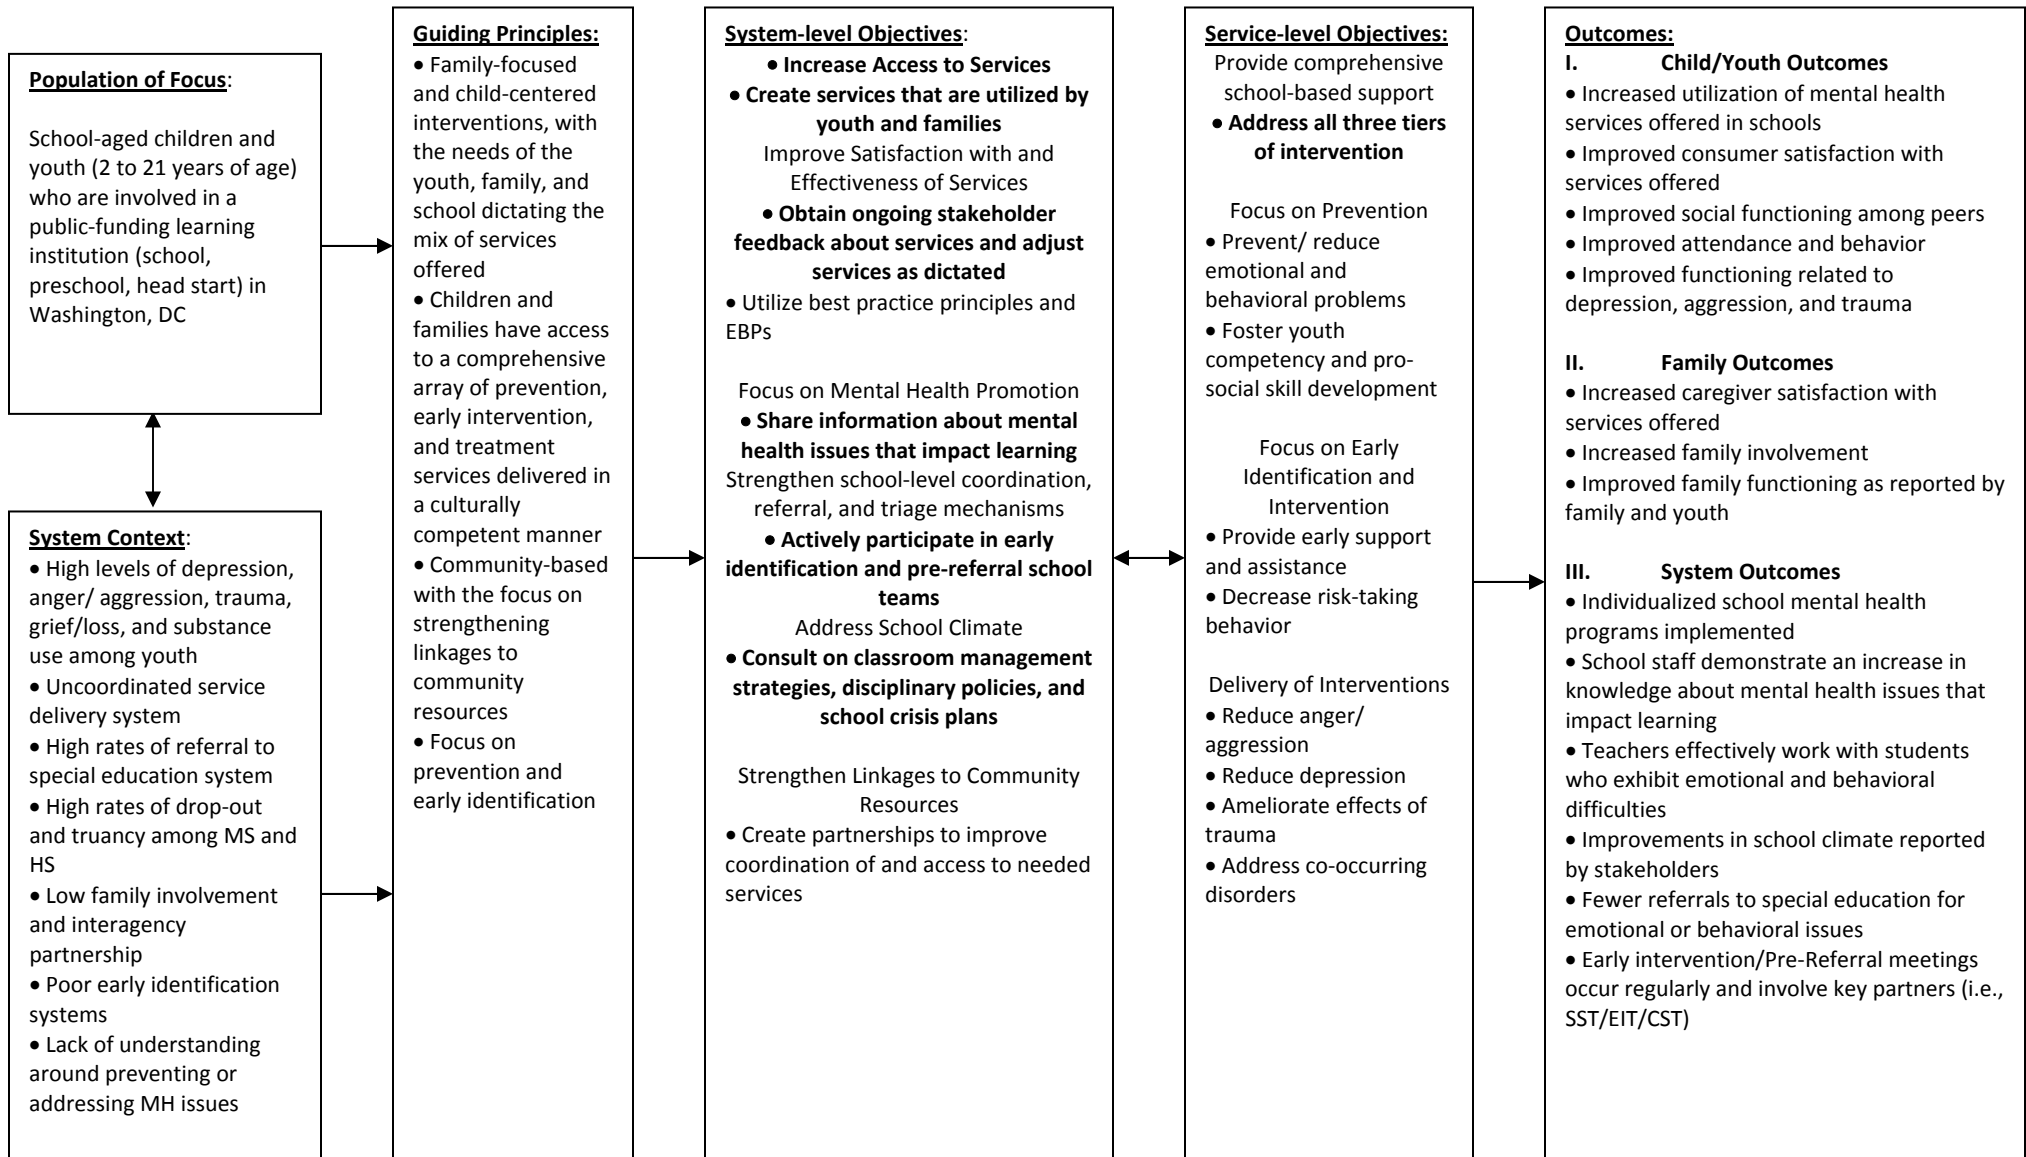 Population of Focus:
School-aged children and
youth (2 to 21 years of age)
who are involved in a
public-funding learning
institution (school,
preschool, head start) in
Washington, DC
System Context:
• High levels of depression,
anger/ aggression, trauma,
grief/loss, and substance
use among youth
• Uncoordinated service
delivery system
• High rates of referral to
special education system
• High rates of drop-out
and truancy among MS and
HS
• Low family involvement
and interagency
partnership
• Poor early identification
systems
• Lack of understanding
around preventing or
addressing MH issues
Guiding Principles:
• Family-focused
and child-centered
interventions, with
the needs of the
youth, family, and
school dictating the
mix of services
offered
• Children and
families have access
to a comprehensive
array of prevention,
early intervention,
and treatment
services delivered in
a culturally
competent manner
• Community-based
with the focus on
strengthening
linkages to
community
resources
• Focus on
prevention and
early identification
System-level Objectives:
• Increase Access to Services
• Create services that are utilized by
youth and families
Improve Satisfaction with and
Effectiveness of Services
• Obtain ongoing stakeholder
feedback about services and adjust
services as dictated
• Utilize best practice principles and
EBPs
Focus on Mental Health Promotion
• Share information about mental
health issues that impact learning
Strengthen school-level coordination,
referral, and triage mechanisms
• Actively participate in early
identification and pre-referral school
teams
Address School Climate
• Consult on classroom management
strategies, disciplinary policies, and
school crisis plans
Strengthen Linkages to Community
Resources
• Create partnerships to improve
coordination of and access to needed
services
Service-level Objectives:
Provide comprehensive
school-based support
• Address all three tiers
of intervention
Focus on Prevention
• Prevent/ reduce
emotional and
behavioral problems
• Foster youth
competency and pro-
social skill development
Focus on Early
Identification and
Intervention
• Provide early support
and assistance
• Decrease risk-taking
behavior
Delivery of Interventions
• Reduce anger/
aggression
• Reduce depression
• Ameliorate effects of
trauma
• Address co-occurring
disorders
Outcomes:
I. Child/Youth Outcomes
• Increased utilization of mental health
services offered in schools
• Improved consumer satisfaction with
services offered
• Improved social functioning among peers
• Improved attendance and behavior
• Improved functioning related to
depression, aggression, and trauma
II. Family Outcomes
• Increased caregiver satisfaction with
services offered
• Increased family involvement
• Improved family functioning as reported by
family and youth
III. System Outcomes
• Individualized school mental health
programs implemented
• School staff demonstrate an increase in
knowledge about mental health issues that
impact learning
• Teachers effectively work with students
who exhibit emotional and behavioral
difficulties
• Improvements in school climate reported
by stakeholders
• Fewer referrals to special education for
emotional or behavioral issues
• Early intervention/Pre-Referral meetings
occur regularly and involve key partners (i.e.,
SST/EIT/CST)